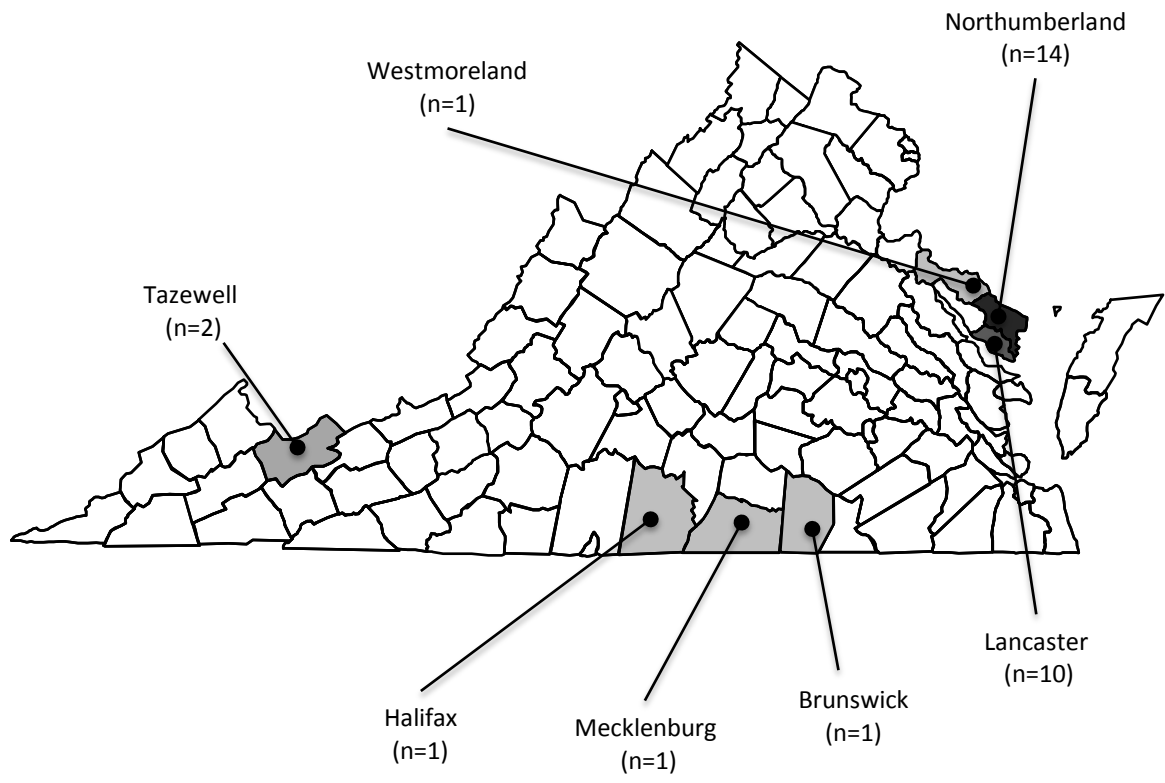 Northumberland
(n=14)
Westmoreland
(n=1)
Tazewell
(n=2)
Lancaster
(n=10)
Brunswick
(n=1)
Halifax
(n=1)
Mecklenburg
(n=1)